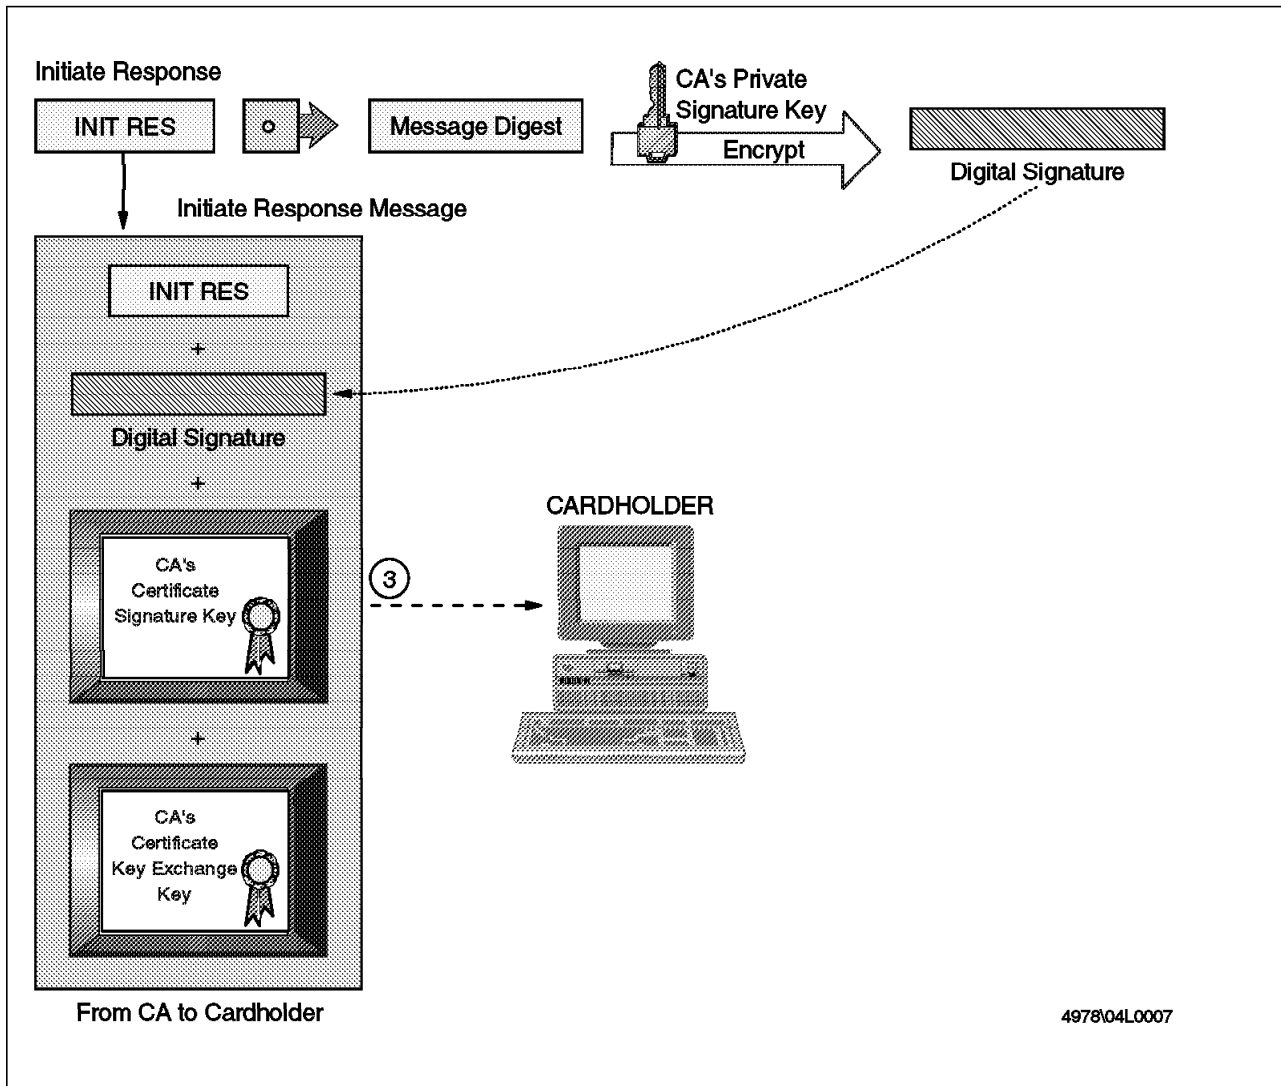 Initiate Response
INIT RES
Message Digest
CA's Private
Signature Key
Encrypt
Digital Signature
Initiate Response Message
INIT RES
+
Digital Signature
+
CA's
Certificate
Signature Key
+
CA's
Certificate
Key Exchange
Key
From CA to Cardholder
3
CARDHOLDER
4978\04L0007